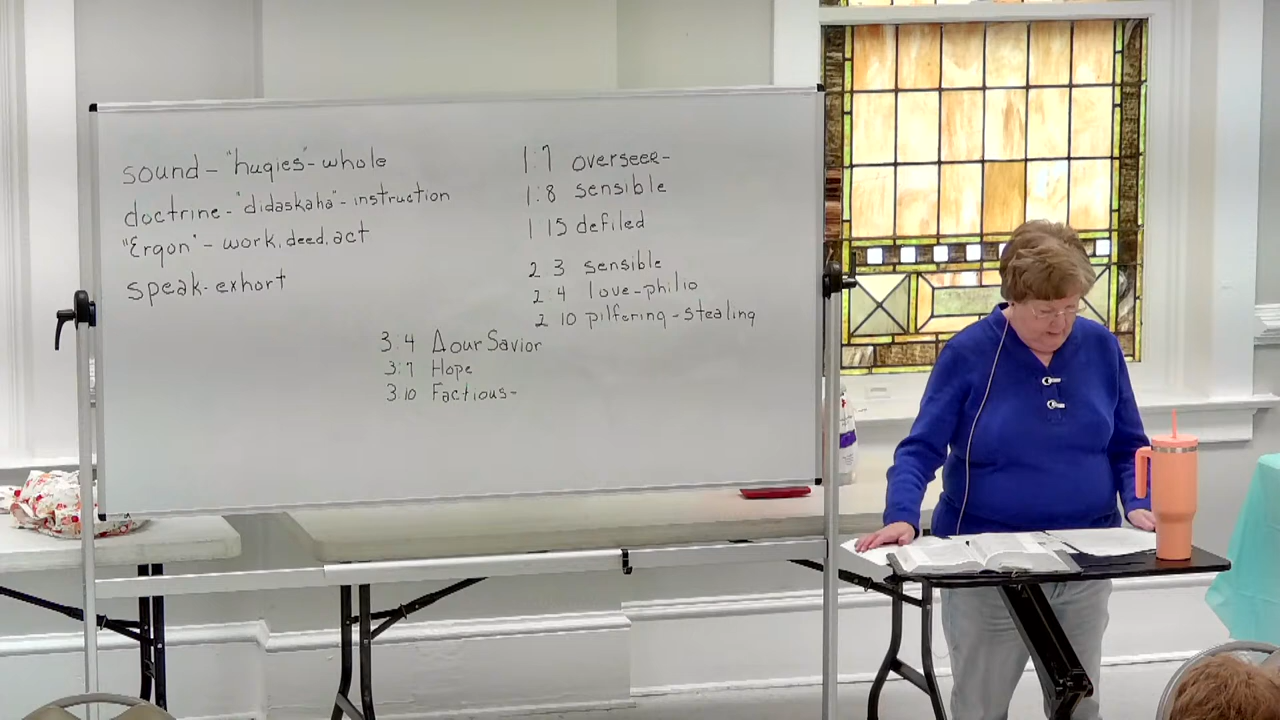 sound - "hugies" - whole
doctrine - "didaskaha" - instruction
"Ergon" - work, deed, act
speak - exhort
1:7 overseer -
1:8 sensible
1 15 defiled
2 3 sensible
2:4 love - philio
2 10 pilfering - stealing
3:4 Δ our Savior
3:7 Hope
3:10 Factious -